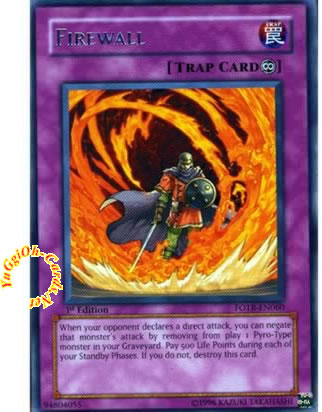 FIREWALL
TRAP
罠
[TRAP CARD]
YuGgiOh-Cards.Net
1st Edition
FOTB-EN060
When your opponent declares a direct attack, you can negate
that monster's attack by removing from play 1 Pyro-Type
monster in your Graveyard. Pay 500 Life Points during each of
your Standby Phases. If you do not, destroy this card.
94804055
©1996 KAZUKI TAKAHASHI